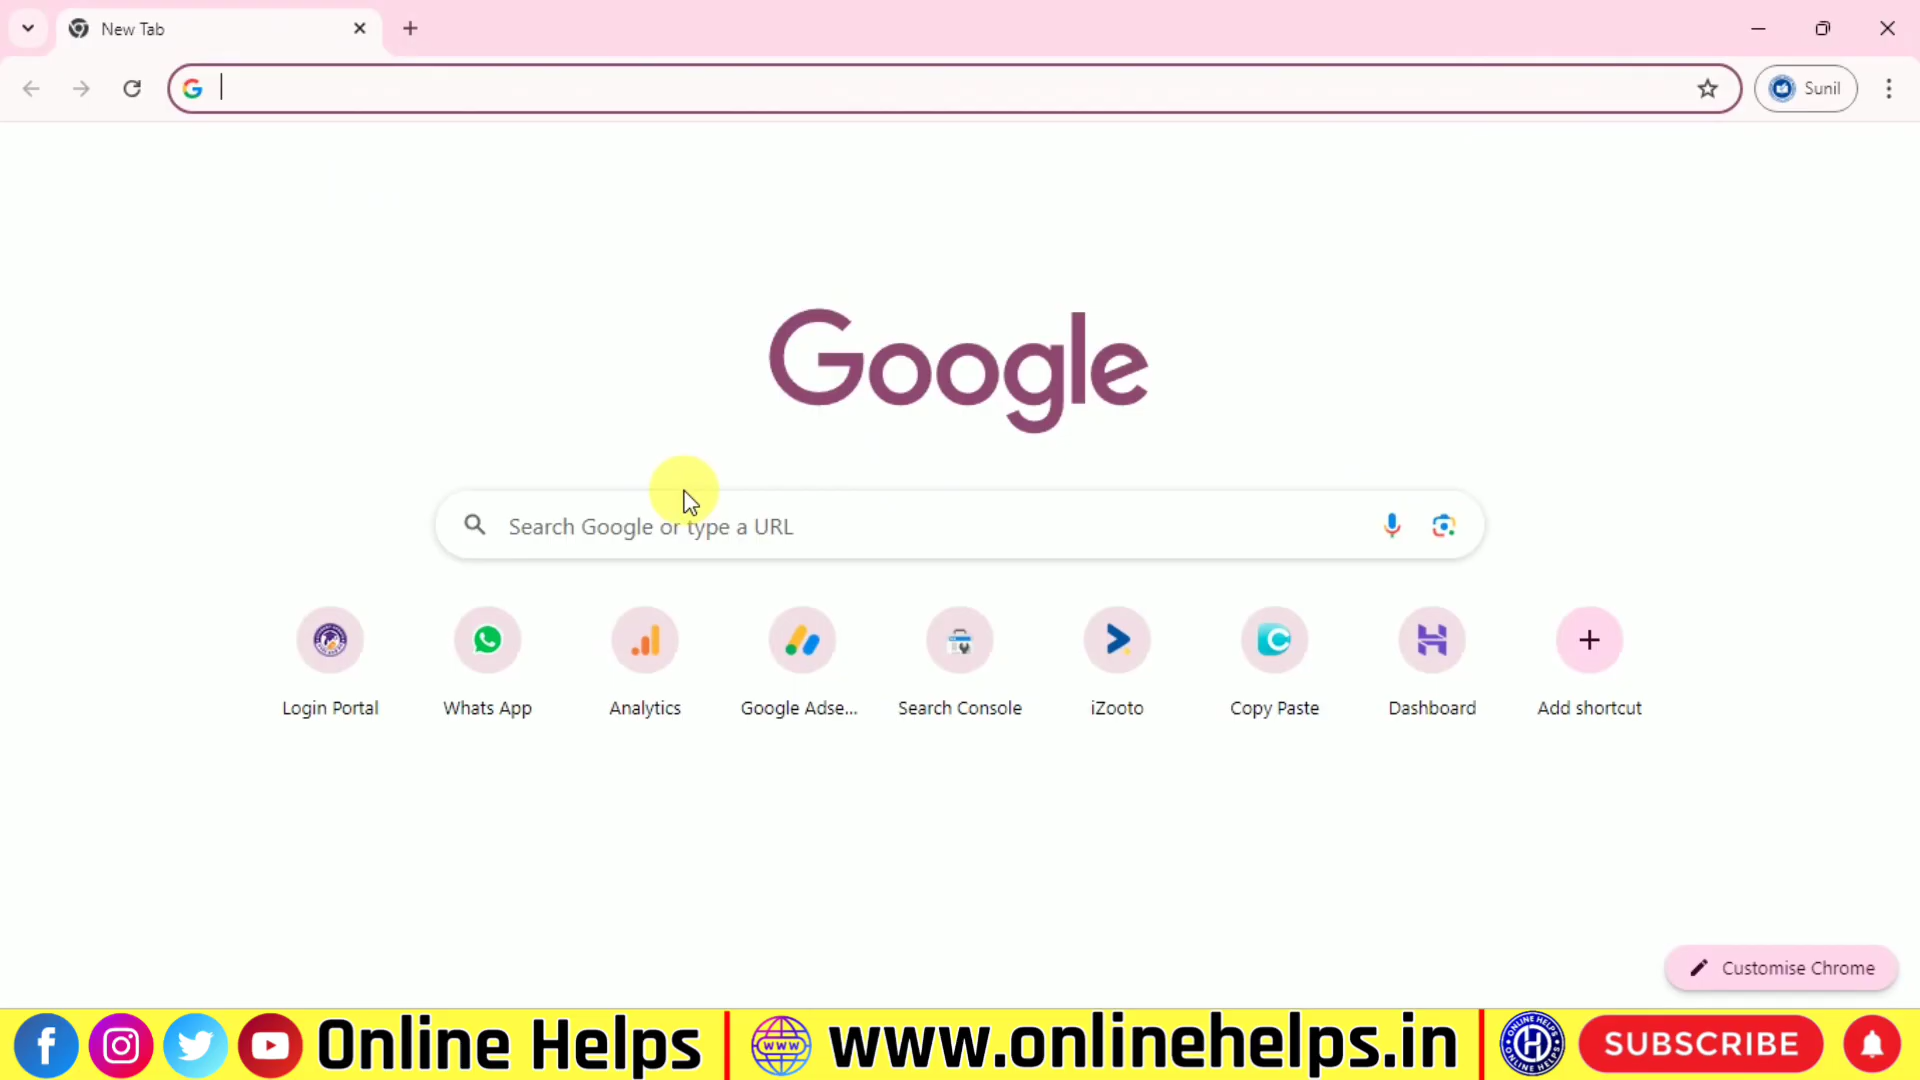 New Tab
Sunil
Google
Search Google or type a URL
Login Portal
Whats App
Analytics
Google Adse...
Search Console
iZooto
Copy Paste
Dashboard
Add shortcut
Customise Chrome
Online Helps
www.onlinehelps.in
SUBSCRIBE